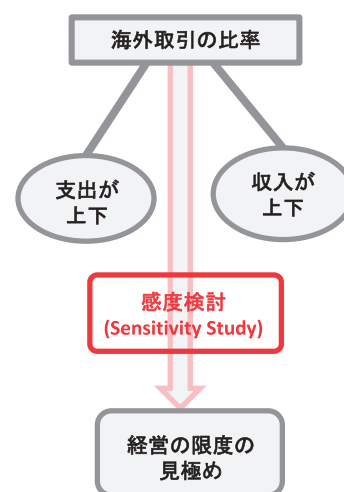 海外取引の比率
支出が
上下
収入が
上下
感度検討
(Sensitivity Study)
経営の限度の
見極め